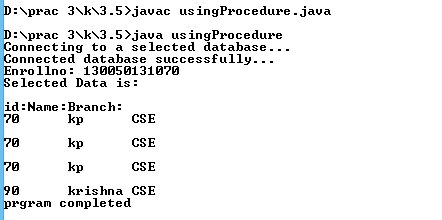 D:\prac 3\k\3.5>javac usingProcedure.java
D:\prac 3\k\3.5>java usingProcedure
Connecting to a selected database...
Connected database successfully...
Enrollno: 130050131070
Selected Data is:
id:Name:Branch:
70 kp CSE
70 kp CSE
70 kp CSE
90 krishna CSE
prgram completed